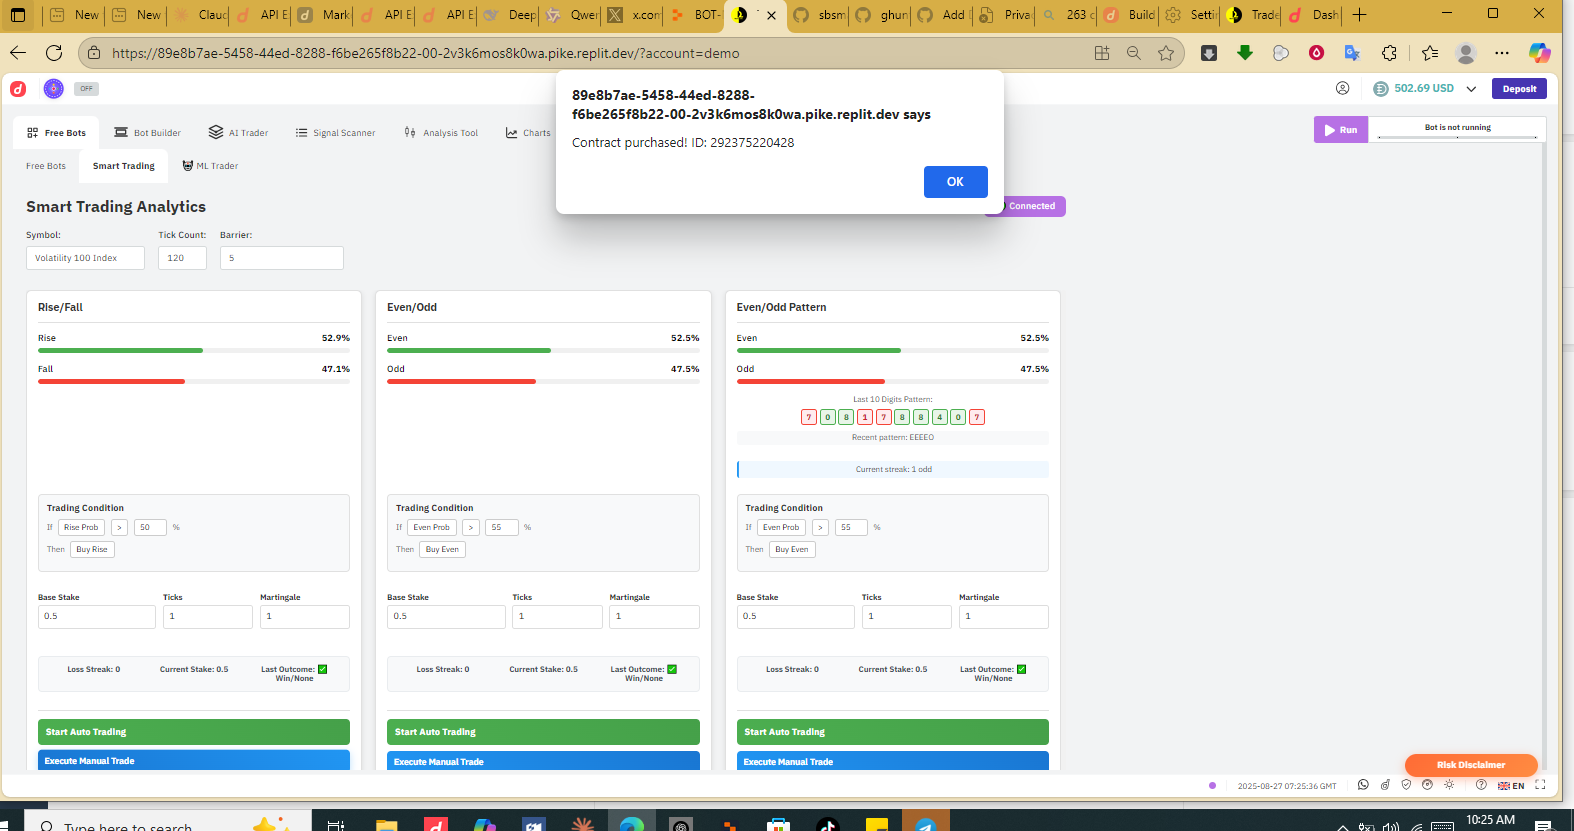 New
New
Clau
API E
Mark
API E
API E
Deep
Qwer
x.com
BOT-
sbsm
ghun
Add
Priva
263 c
Build
Setti
Trade
Dash
https://89e8b7ae-5458-44ed-8288-f6be265f8b22-00-2v3k6mos8k0wa.pike.replit.dev/?account=demo
OFF
502.69 USD
Deposit
89e8b7ae-5458-44ed-8288-
f6be265f8b22-00-2v3k6mos8k0wa.pike.replit.dev says
Contract purchased! ID: 292375220428
OK
Free Bots
Bot Builder
AI Trader
Signal Scanner
Analysis Tool
Charts
Run
Bot is not running
Free Bots
Smart Trading
ML Trader
Smart Trading Analytics
Connected
Symbol:
Tick Count:
Barrier:
Volatility 100 Index
120
5
Rise/Fall
Rise 52.9%
Fall 47.1%
Trading Condition
If Rise Prob > 50 %
Then Buy Rise
Base Stake Ticks Martingale
0.5 1 1
Loss Streak: 0 Current Stake: 0.5 Last Outcome: ✅
Win/None
Start Auto Trading
Execute Manual Trade
Even/Odd
Even 52.5%
Odd 47.5%
Trading Condition
If Even Prob > 55 %
Then Buy Even
Base Stake Ticks Martingale
0.5 1 1
Loss Streak: 0 Current Stake: 0.5 Last Outcome: ✅
Win/None
Start Auto Trading
Execute Manual Trade
Even/Odd Pattern
Even 52.5%
Odd 47.5%
Last 10 Digits Pattern:
7 0 8 1 7 8 8 4 0 7
Recent pattern: EEEEO
Current streak: 1 odd
Trading Condition
If Even Prob > 55 %
Then Buy Even
Base Stake Ticks Martingale
0.5 1 1
Loss Streak: 0 Current Stake: 0.5 Last Outcome: ✅
Win/None
Start Auto Trading
Execute Manual Trade
Risk Disclaimer
2025-08-27 07:25:36 GMT
EN
Type here to search
10:25 AM